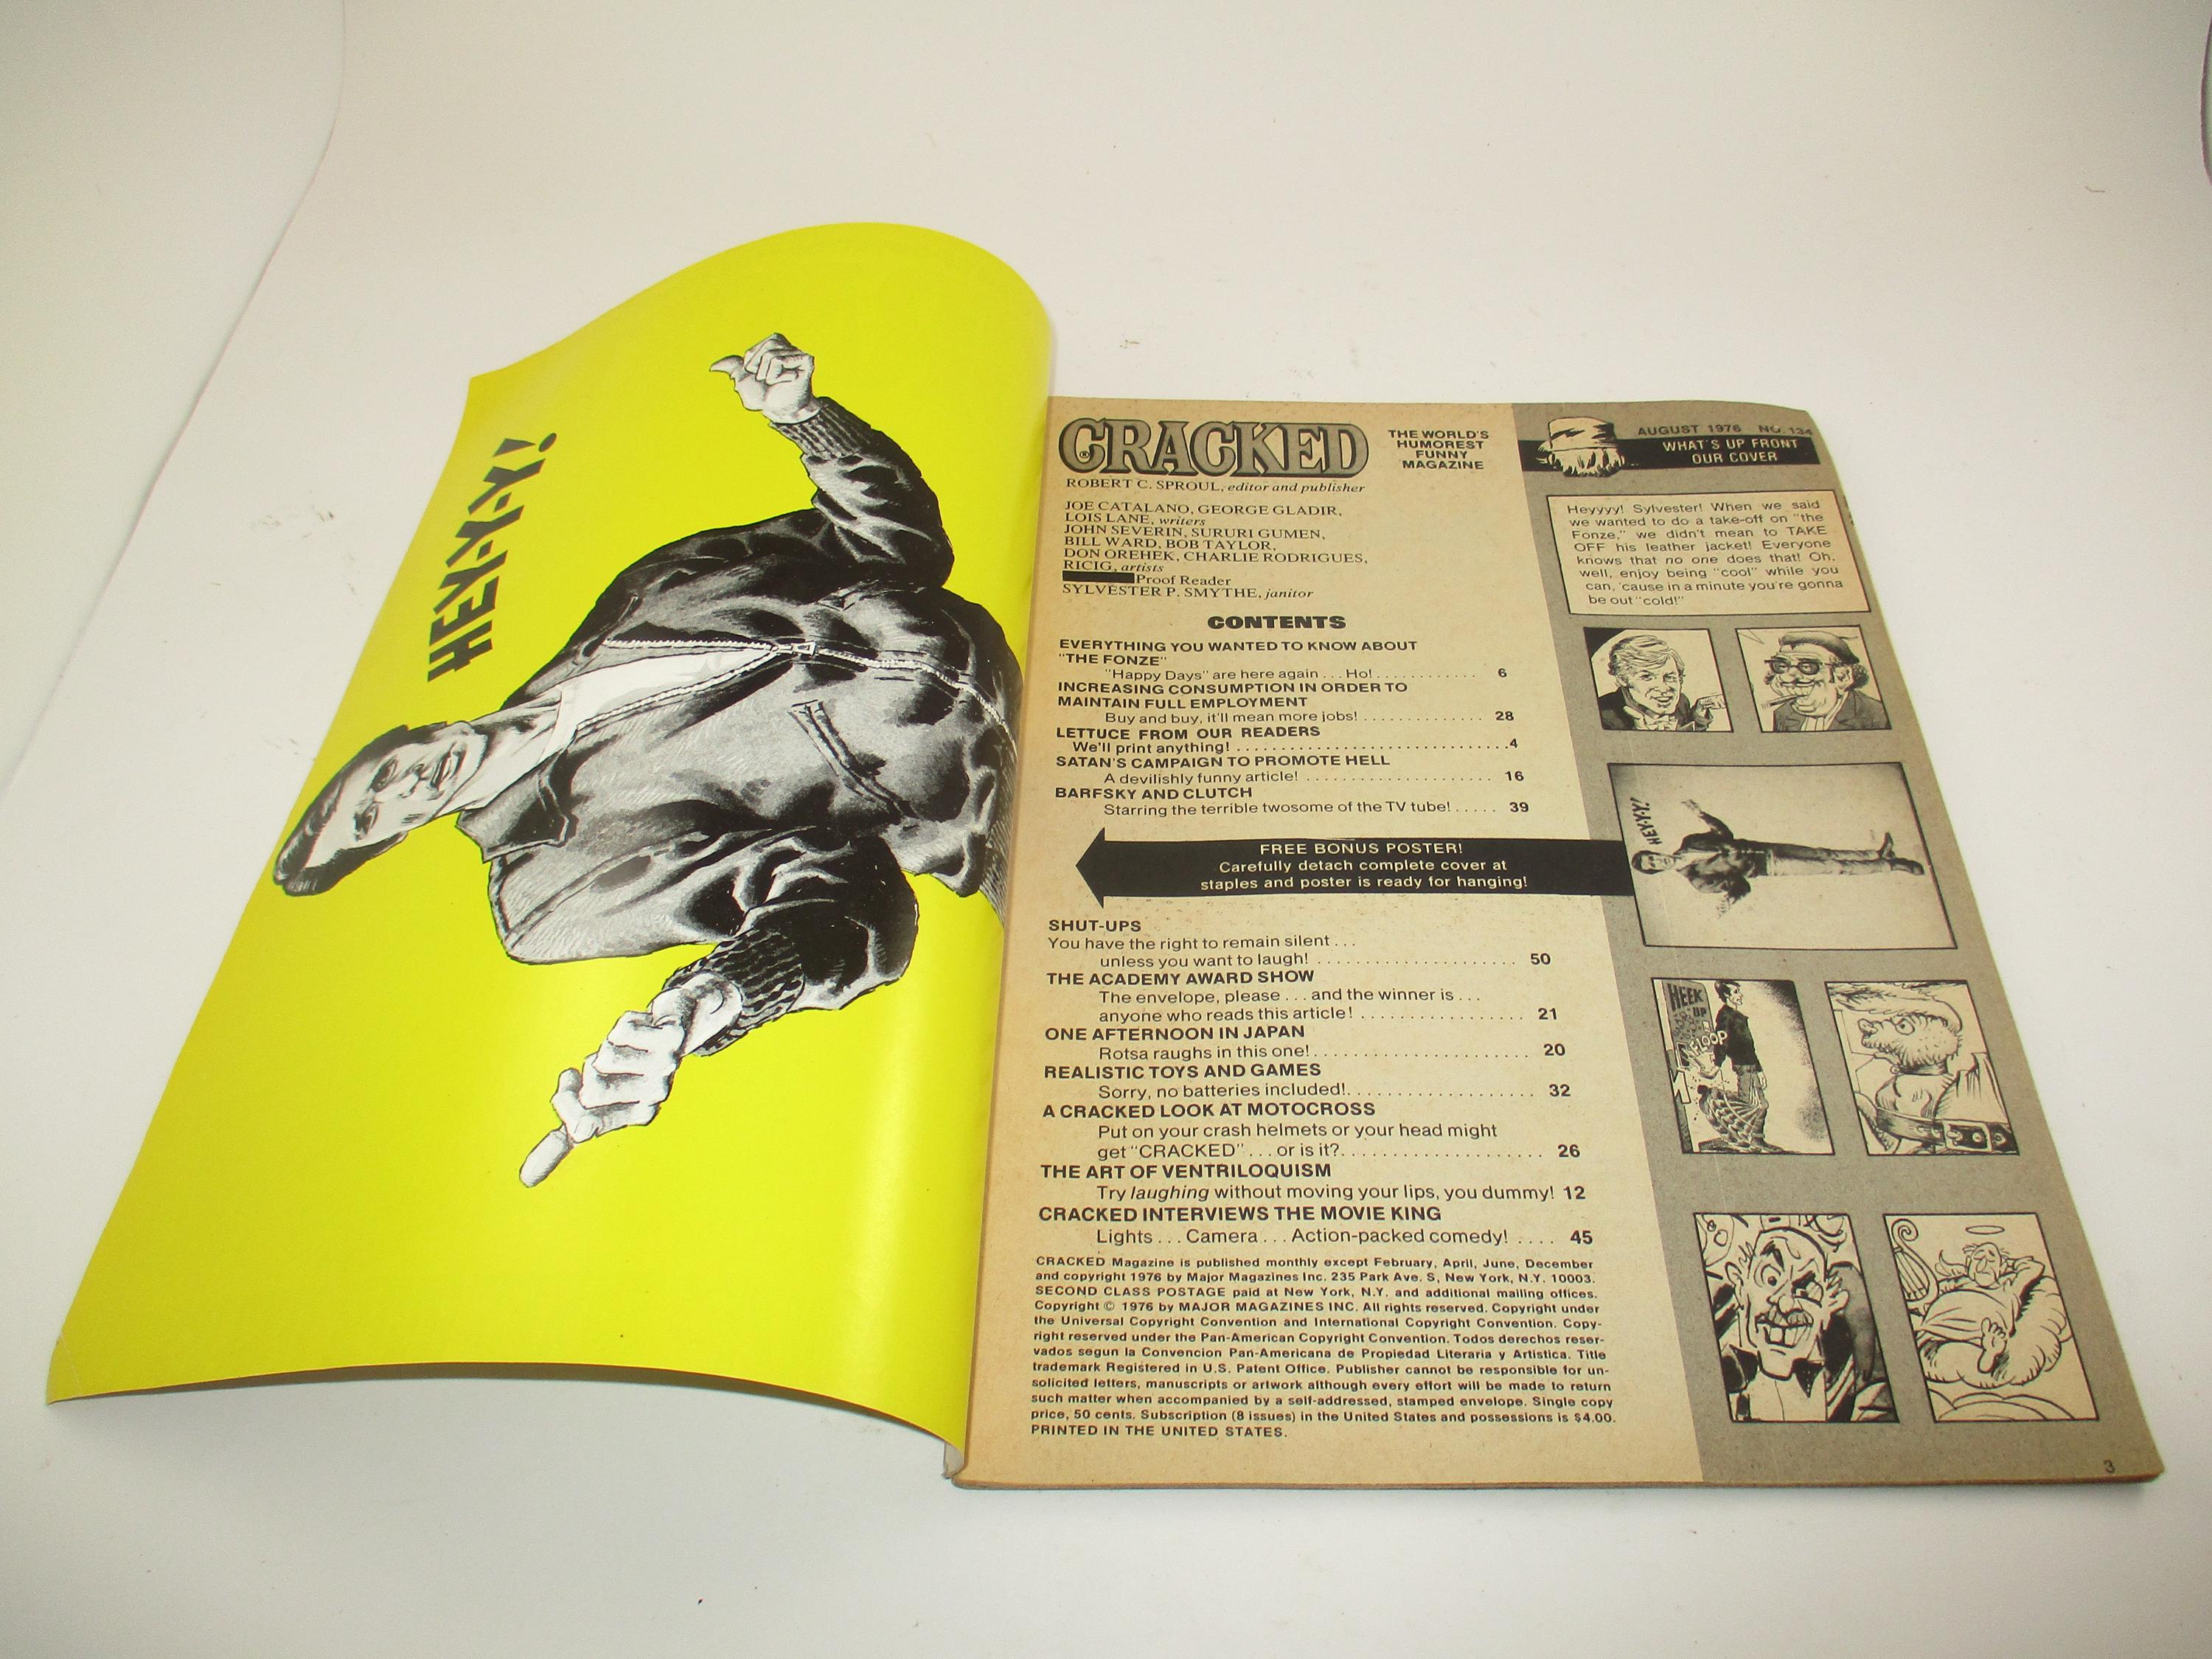 HEY-Y-Y!
CRACKED
®
THE WORLD'S
HUMOREST
FUNNY
MAGAZINE
ROBERT C. SPROUL, editor and publisher
JOE CATALANO, GEORGE GLADIR,
LOIS LANE, writers
JOHN SEVERIN, SURURI GUMEN,
BILL WARD, BOB TAYLOR,
DON OREHEK, CHARLIE RODRIGUES,
RICIG, artists
Proof Reader
SYLVESTER P. SMYTHE, janitor
CONTENTS
EVERYTHING YOU WANTED TO KNOW ABOUT
"THE FONZE"
"Happy Days" are here again . . . Ho! . . . . . . . . . . . . 6
INCREASING CONSUMPTION IN ORDER TO
MAINTAIN FULL EMPLOYMENT
Buy and buy, it'll mean more jobs! . . . . . . . . . . . . . . 28
LETTUCE FROM OUR READERS
We'll print anything! . . . . . . . . . . . . . . . . . . . . . . . . . . . . . . 4
SATAN'S CAMPAIGN TO PROMOTE HELL
A devilishly funny article! . . . . . . . . . . . . . . . . . . . . . 16
BARFSKY AND CLUTCH
Starring the terrible twosome of the TV tube! . . . . . 39
FREE BONUS POSTER!
Carefully detach complete cover at
staples and poster is ready for hanging!
SHUT-UPS
You have the right to remain silent . . .
unless you want to laugh! . . . . . . . . . . . . . . . . . . . . . . 50
THE ACADEMY AWARD SHOW
The envelope, please . . . and the winner is . . .
anyone who reads this article! . . . . . . . . . . . . . . . . . 21
ONE AFTERNOON IN JAPAN
Rotsa raughs in this one! . . . . . . . . . . . . . . . . . . . . . 20
REALISTIC TOYS AND GAMES
Sorry, no batteries included! . . . . . . . . . . . . . . . . . . 32
A CRACKED LOOK AT MOTOCROSS
Put on your crash helmets or your head might
get "CRACKED" . . . or is it? . . . . . . . . . . . . . . . . . . . 26
THE ART OF VENTRILOQUISM
Try laughing without moving your lips, you dummy! 12
CRACKED INTERVIEWS THE MOVIE KING
Lights . . . Camera . . . Action-packed comedy! . . . . 45
CRACKED Magazine is published monthly except February, April, June, December
and copyright 1976 by Major Magazines Inc. 235 Park Ave. S, New York, N.Y. 10003.
SECOND CLASS POSTAGE paid at New York, N.Y. and additional mailing offices.
Copyright © 1976 by MAJOR MAGAZINES INC. All rights reserved. Copyright under
the Universal Copyright Convention and International Copyright Convention. Copy-
right reserved under the Pan-American Copyright Convention. Todos derechos reser-
vados segun la Convencion Pan-Americana de Propiedad Literaria y Artistica. Title
trademark Registered in U.S. Patent Office. Publisher cannot be responsible for un-
solicited letters, manuscripts or artwork although every effort will be made to return
such matter when accompanied by a self-addressed, stamped envelope. Single copy
price, 50 cents. Subscription (8 issues) in the United States and possessions is $4.00.
PRINTED IN THE UNITED STATES.
AUGUST 1976 NO. 134
WHAT'S UP FRONT
OUR COVER
Heyyyy! Sylvester! When we said
we wanted to do a take-off on "the
Fonze," we didn't mean to TAKE
OFF his leather jacket! Everyone
knows that no one does that! Oh,
well, enjoy being "cool" while you
can, 'cause in a minute you're gonna
be out "cold!"
HEY-Y-Y!
HEEK
UP
FLOOP
3